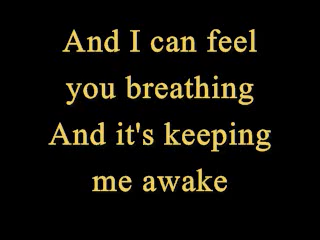 And I can feel
you breathing
And it's keeping
me awake